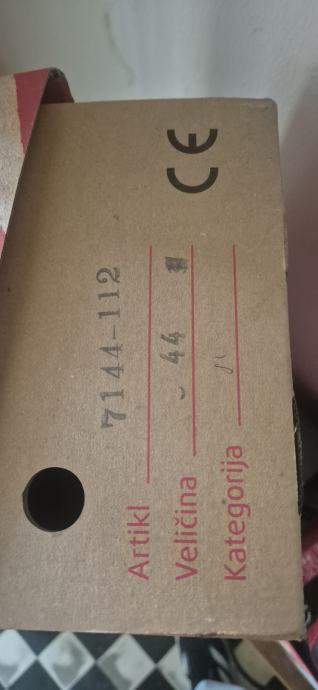 CE
Artikl 7144-112
Veličina 44
Kategorija